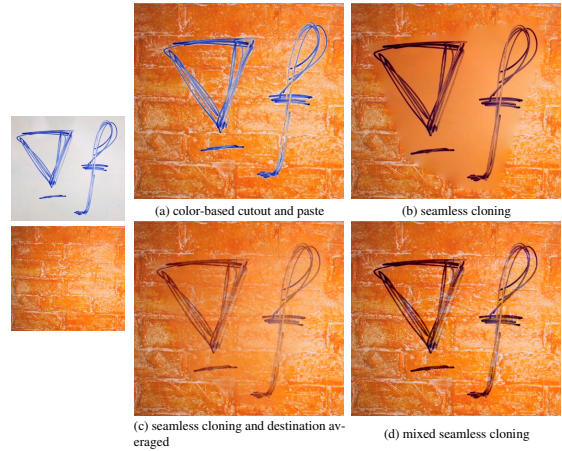 ∇ f
∇ f
∇ f
(a) color-based cutout and paste
(b) seamless cloning
∇ f
∇ f
(c) seamless cloning and destination av-
eraged
(d) mixed seamless cloning